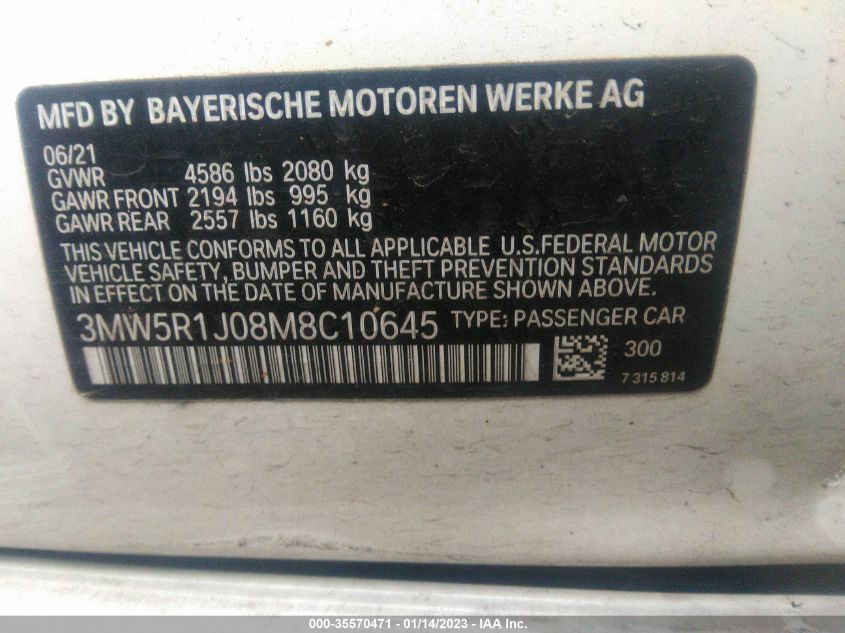 MFD BY BAYERISCHE MOTOREN WERKE AG
06/21
GVWR 4586 lbs 2080 kg
GAWR FRONT 2194 lbs 995 kg
GAWR REAR 2557 lbs 1160 kg
THIS VEHICLE CONFORMS TO ALL APPLICABLE U.S.FEDERAL MOTOR
VEHICLE SAFETY, BUMPER AND THEFT PREVENTION STANDARDS
IN EFFECT ON THE DATE OF MANUFACTURE SHOWN ABOVE.
3MW5R1J08M8C10645 TYPE: PASSENGER CAR
300
7 315 814
000-35570471 - 01/14/2023 - IAA Inc.